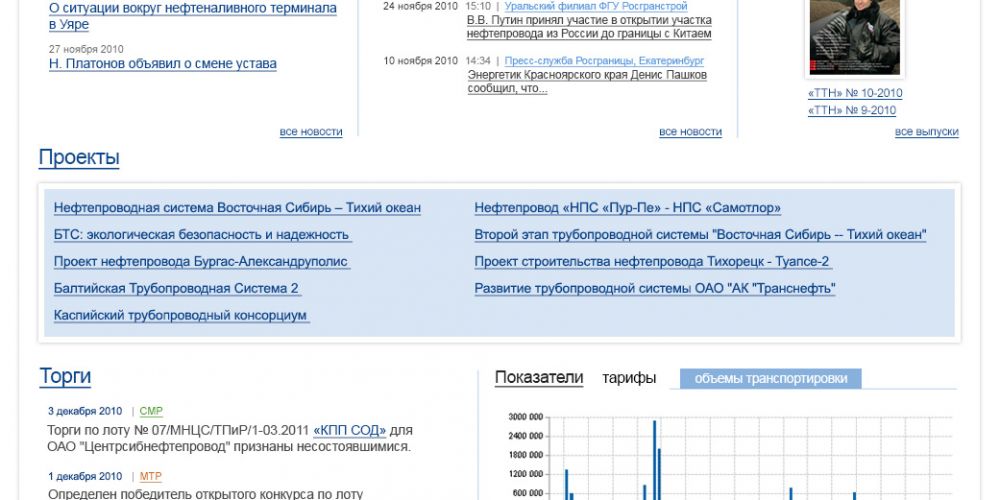 О ситуации вокруг нефтеналивного терминала
в Уяре
27 ноября 2010
Н. Платонов объявил о смене устава
все новости
24 ноября 2010 15:10 | Уральский филиал ФГУ Росгранстрой
В.В. Путин принял участие в открытии участка
нефтепровода из России до границы с Китаем
10 ноября 2010 14:34 | Пресс-служба Росграницы, Екатеринбург
Энергетик Красноярского края Денис Пашков
сообщил, что...
все новости
«ТТН» № 10-2010
«ТТН» № 9-2010
все выпуски
Проекты
Нефтепроводная система Восточная Сибирь – Тихий океан
БТС: экологическая безопасность и надежность
Проект нефтепровода Бургас-Александруполис
Балтийская Трубопроводная Система 2
Каспийский трубопроводный консорциум
Нефтепровод «НПС «Пур-Пе» - НПС «Самотлор»
Второй этап трубопроводной системы "Восточная Сибирь -- Тихий океан"
Проект строительства нефтепровода Тихорецк - Туапсе-2
Развитие трубопроводной системы ОАО "АК "Транснефть"
Торги
3 декабря 2010 | СМР
Торги по лоту № 07/МНЦС/ТПиР/1-03.2011 «КПП СОД» для
ОАО "Центрсибнефтепровод" признаны несостоявшимися.
1 декабря 2010 | МТР
Определен победитель открытого конкурса по лоту
Показатели тарифы объемы транспортировки
3000 000
2400 000
1800 000
1200 000
600 000